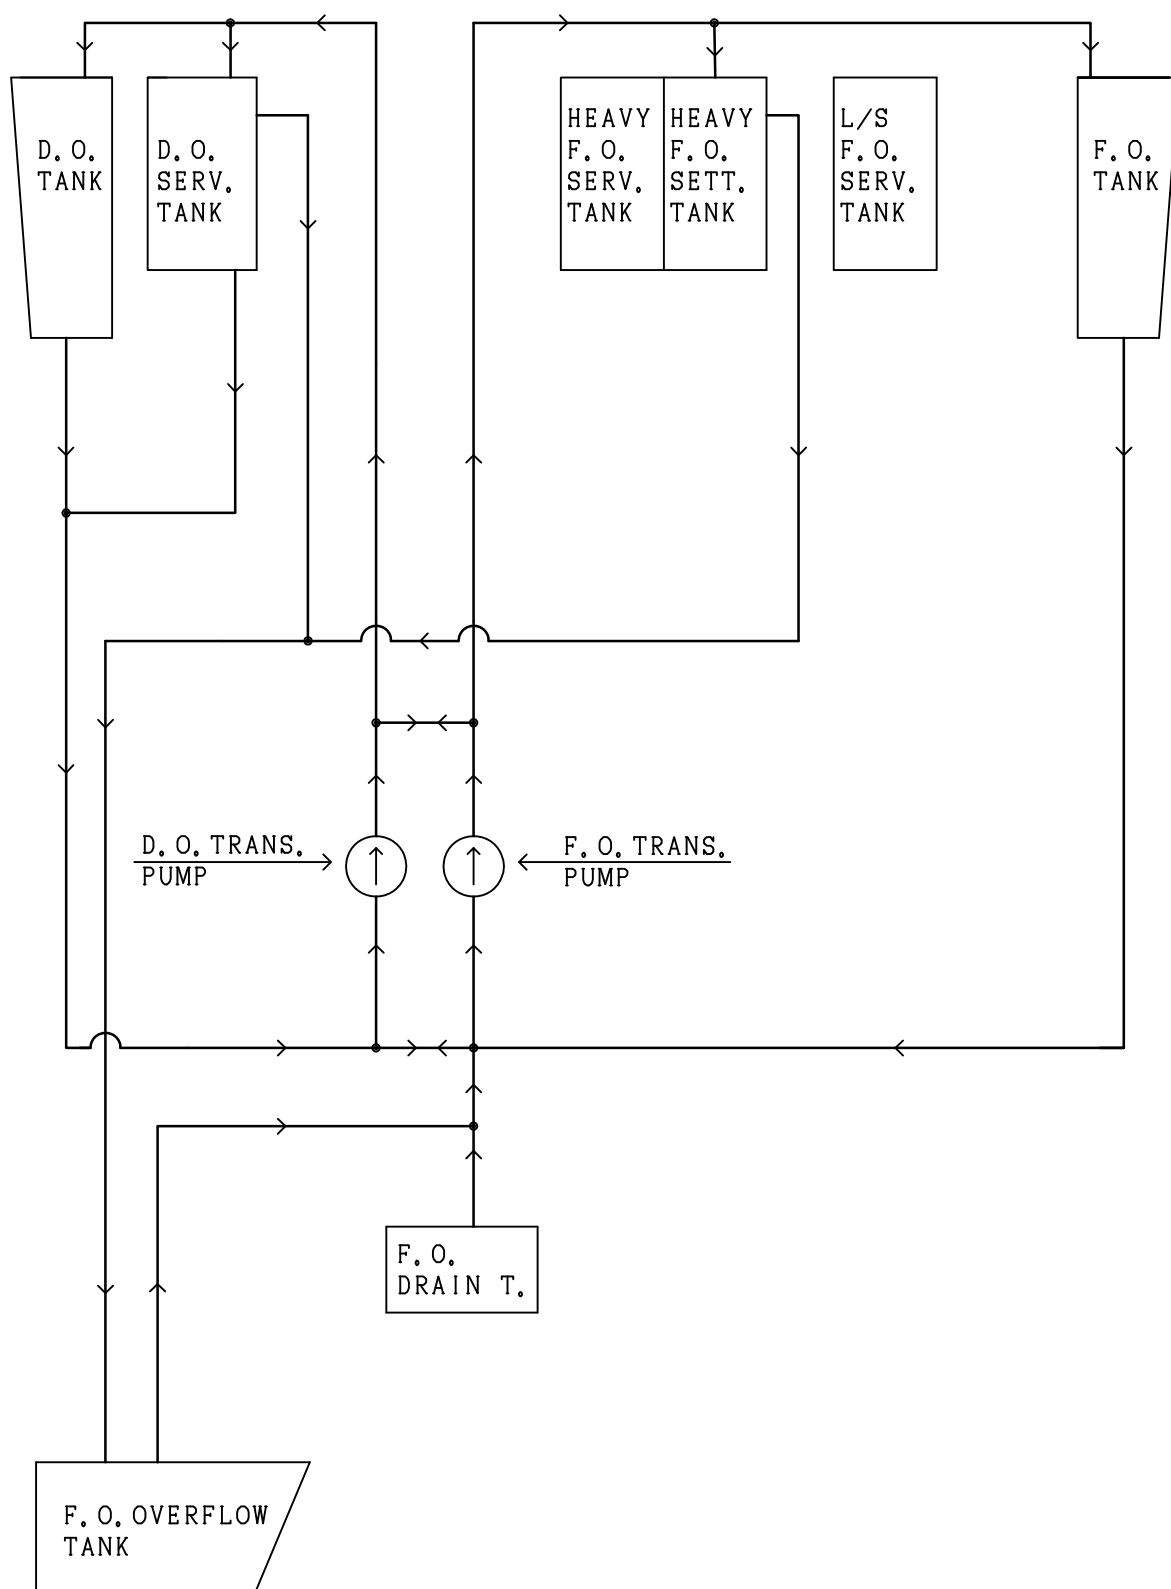 D.O.
TANK
D.O.
SERV.
TANK
HEAVY
F.O.
SERV.
TANK
HEAVY
F.O.
SETT.
TANK
L/S
F.O.
SERV.
TANK
F.O.
TANK
D.O.TRANS.
PUMP
F.O.TRANS.
PUMP
F.O.
DRAIN T.
F.O.OVERFLOW
TANK